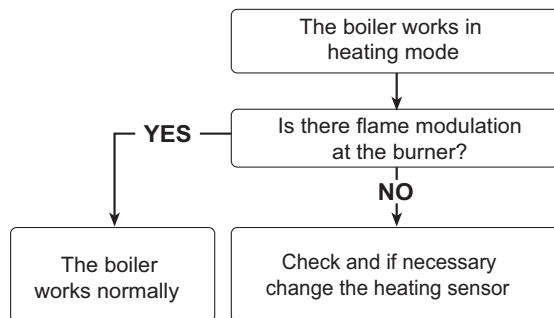 The boiler works in
heating mode
Is there flame modulation
at the burner?
YES
NO
The boiler
works normally
Check and if necessary
change the heating sensor